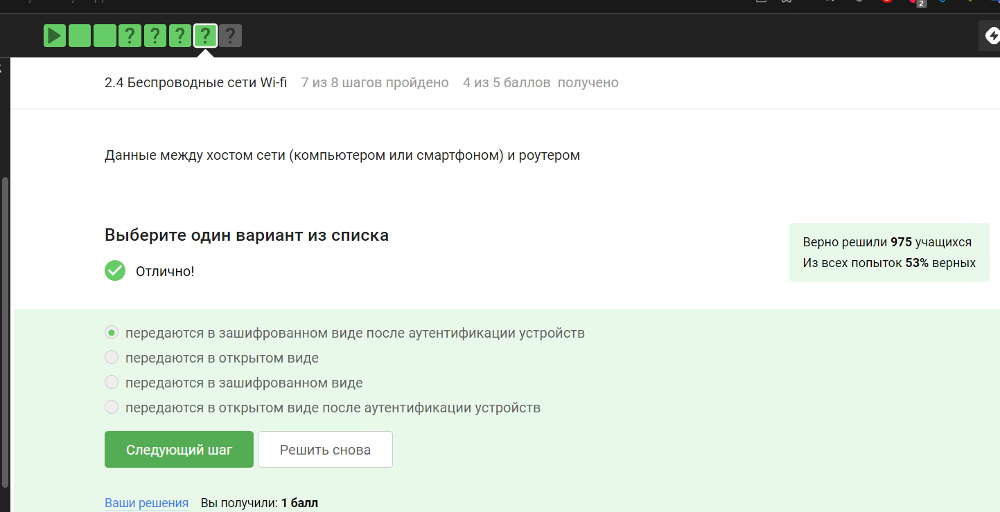 2
? ? ? ? ?
2.4 Беспроводные сети Wi-fi 7 из 8 шагов пройдено 4 из 5 баллов получено
Данные между хостом сети (компьютером или смартфоном) и роутером
Выберите один вариант из списка
Отлично!
Верно решили 975 учащихся
Из всех попыток 53% верных
передаются в зашифрованном виде после аутентификации устройств
передаются в открытом виде
передаются в зашифрованном виде
передаются в открытом виде после аутентификации устройств
Следующий шаг Решить снова
Ваши решения Вы получили: 1 балл